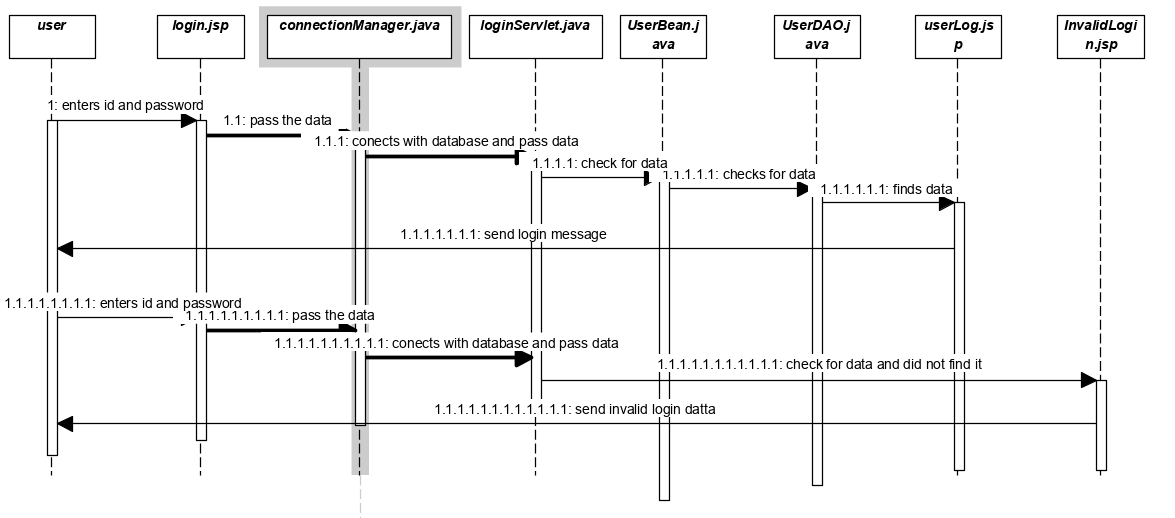 user
login.jsp
connectionManager.java
loginServlet.java
UserBean.j
ava
UserDAO.j
ava
userLog.js
p
InvalidLogi
n.jsp
1: enters id and password
1.1: pass the data
1.1.1: conects with database and pass data
1.1.1.1: check for data
1.1.1.1.1: checks for data
1.1.1.1.1.1: finds data
1.1.1.1.1.1.1: send login message
1.1.1.1.1.1.1.1: enters id and password
1.1.1.1.1.1.1.1.1: pass the data
1.1.1.1.1.1.1.1.1.1: conects with database and pass data
1.1.1.1.1.1.1.1.1.1.1: check for data and did not find it
1.1.1.1.1.1.1.1.1.1.1.1: send invalid login datta